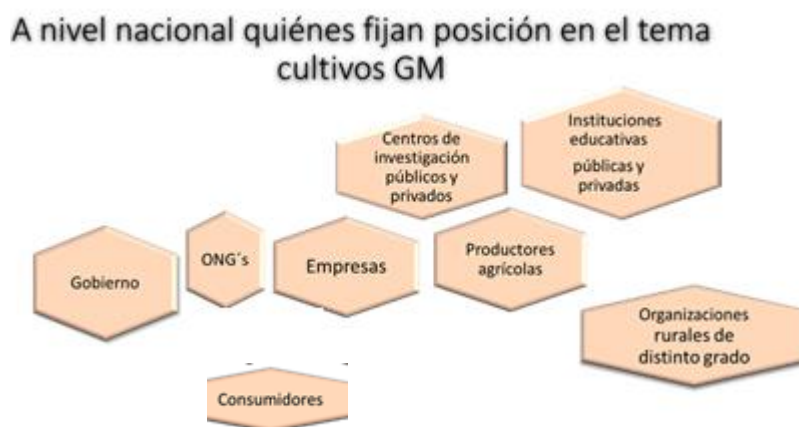 A nivel nacional quiénes fijan posición en el tema
cultivos GM
Centros de
investigación
públicos y
privados
Instituciones
educativas
públicas y
privadas
Gobierno
ONG´s
Empresas
Productores
agrícolas
Organizaciones
rurales de
distinto grado
Consumidores